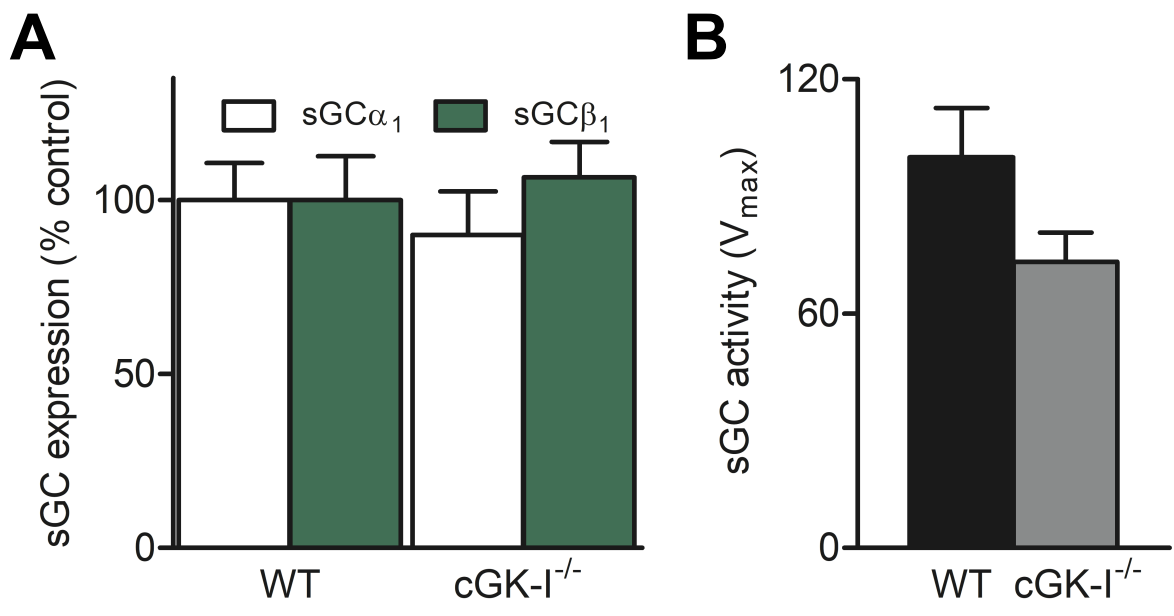 A
sGC expression (% control)
100
50
0
sGCα1
sGCβ1
WT
cGK-I-/-
B
sGC activity (Vmax)
120
60
0
WT
cGK-I-/-